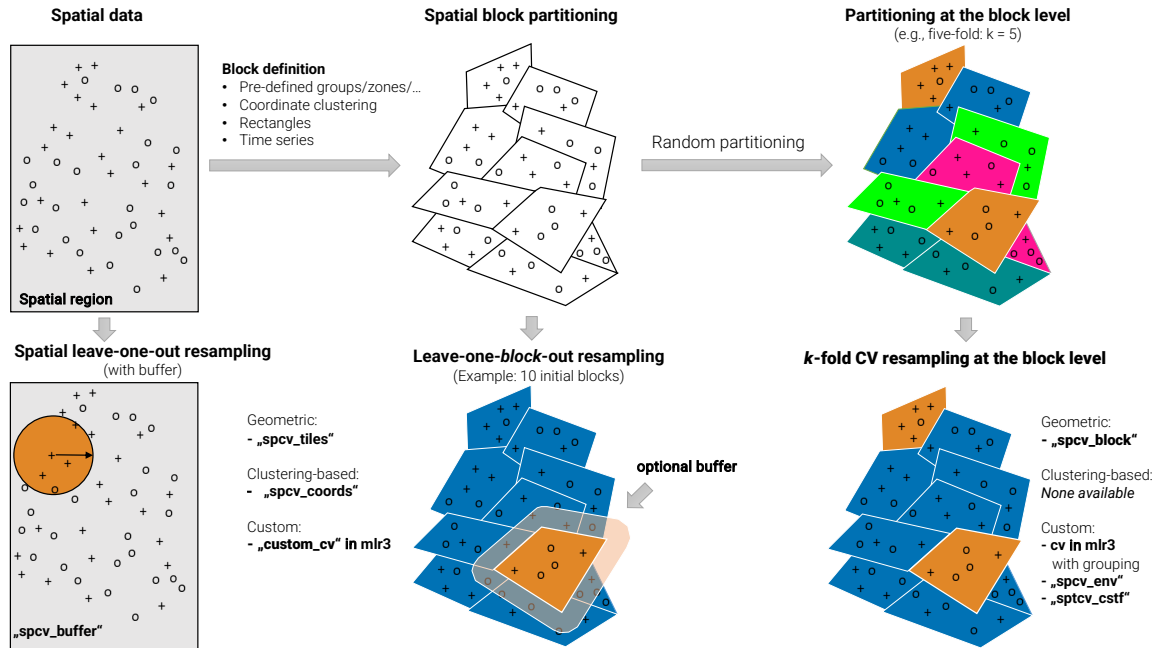 Spatial data
Spatial block partitioning
Partitioning at the block level
(e.g., five-fold: k = 5)
Block definition
• Pre-defined groups/zones/...
• Coordinate clustering
• Rectangles
• Time series
Random partitioning
Spatial region
Spatial leave-one-out resampling
(with buffer)
Leave-one-block-out resampling
(Example: 10 initial blocks)
k-fold CV resampling at the block level
Geometric:
- „spcv_tiles“
Clustering-based:
- „spcv_coords“
Custom:
- „custom_cv“ in mlr3
optional buffer
Geometric:
- „spcv_block“
Clustering-based:
None available
Custom:
- cv in mlr3
with grouping
- „spcv_env“
- „sptcv_cstf“
„spcv_buffer“